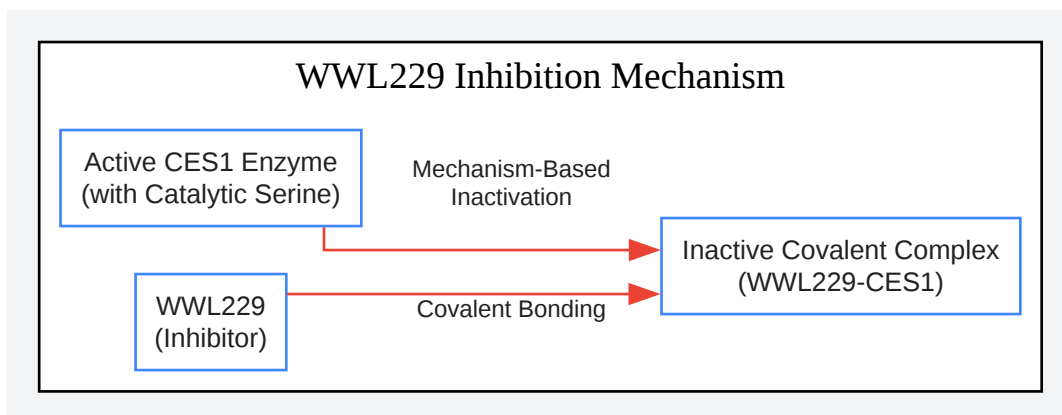 WWL229 Inhibition Mechanism
Active CES1 Enzyme
(with Catalytic Serine)
Mechanism-Based
Inactivation
Inactive Covalent Complex
(WWL229-CES1)
WWL229
(Inhibitor)
Covalent Bonding